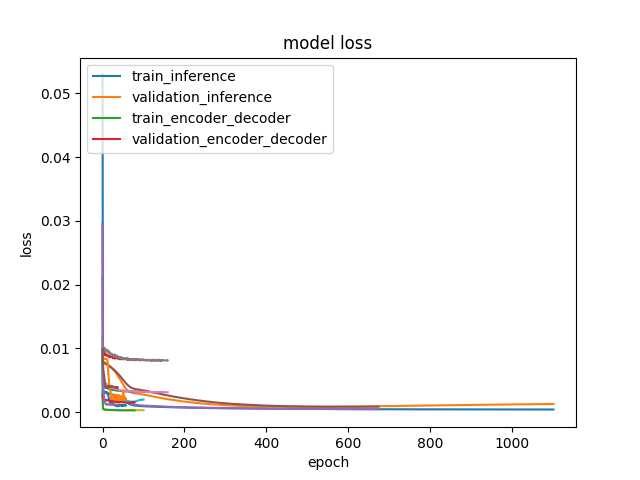 model loss
train_inference
validation_inference
train_encoder_decoder
validation_encoder_decoder
0.05
0.04
0.03
0.02
0.01
0.00
loss
0 200 400 600 800 1000
epoch